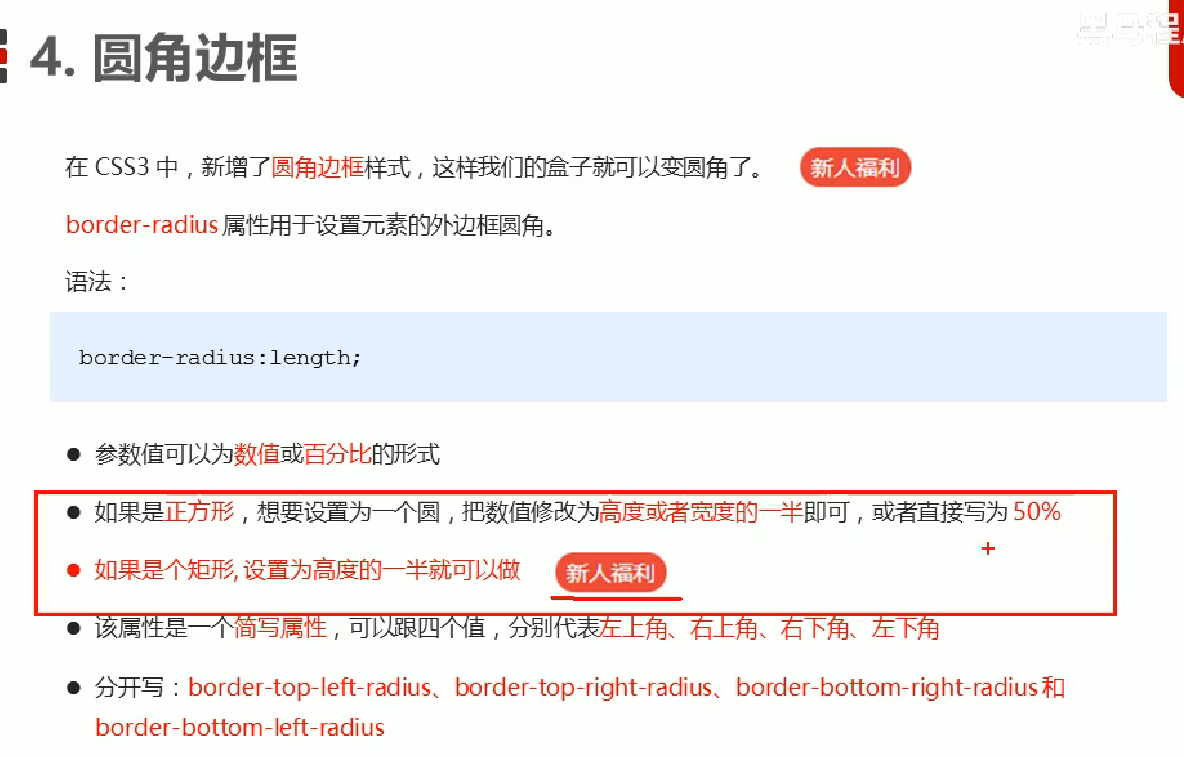 黑马程
4. 圆角边框
在 CSS3 中，新增了圆角边框样式，这样我们的盒子就可以变圆角了。 新人福利
border-radius 属性用于设置元素的外边框圆角。
语法：
border-radius:length;
● 参数值可以为数值或百分比的形式
● 如果是正方形，想要设置为一个圆，把数值修改为高度或者宽度的一半即可，或者直接写为 50%
● 如果是个矩形, 设置为高度的一半就可以做 新人福利
● 该属性是一个简写属性，可以跟四个值，分别代表左上角、右上角、右下角、左下角
● 分开写：border-top-left-radius、border-top-right-radius、border-bottom-right-radius 和
border-bottom-left-radius